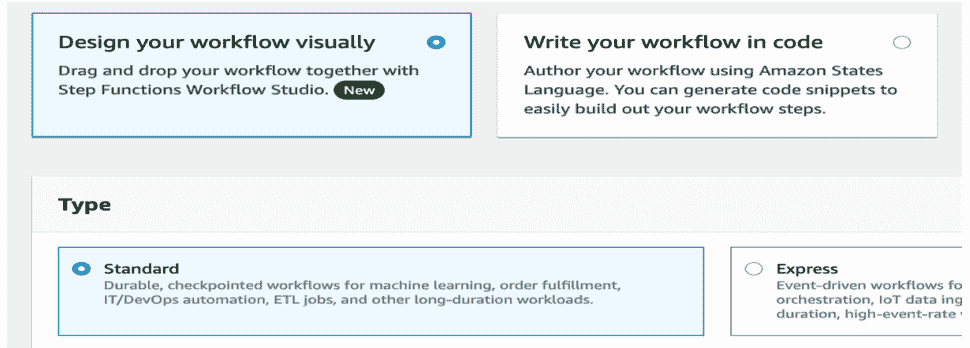 Design your workflow visually
Drag and drop your workflow together with
Step Functions Workflow Studio. New
Write your workflow in code
Author your workflow using Amazon States
Language. You can generate code snippets to
easily build out your workflow steps.
Type
Standard
Durable, checkpointed workflows for machine learning, order fulfillment,
IT/DevOps automation, ETL jobs, and other long-duration workloads.
Express
Event-driven workflows fo
orchestration, IoT data ing
duration, high-event-rate